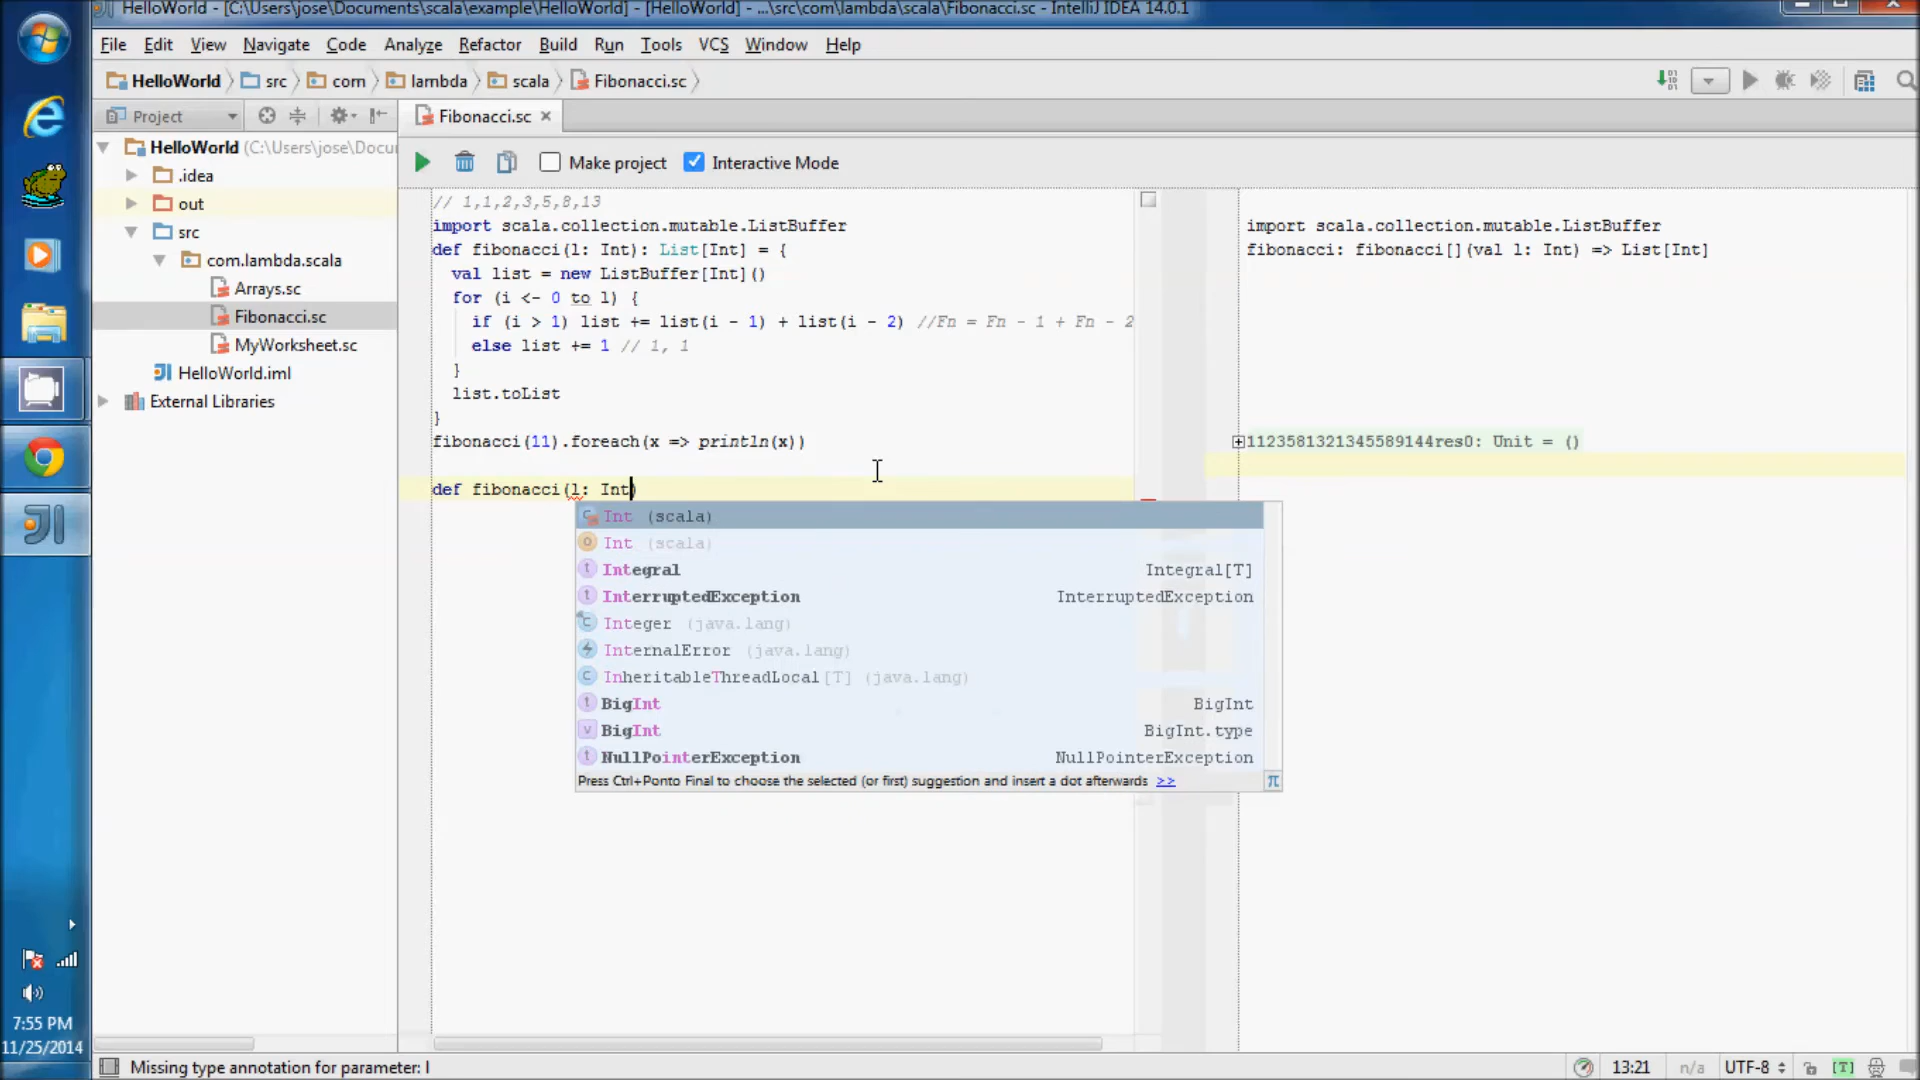 HelloWorld - [C:\Users\jose\Documents\scala\example\HelloWorld] - [HelloWorld] - ...\src\com\lambda\scala\Fibonacci.sc - IntelliJ IDEA 14.0.1
File Edit View Navigate Code Analyze Refactor Build Run Tools VCS Window Help
HelloWorld src com lambda scala Fibonacci.sc
Project
Fibonacci.sc
HelloWorld (C:\Users\jose\Docu
.idea
out
src
com.lambda.scala
Arrays.sc
Fibonacci.sc
MyWorksheet.sc
HelloWorld.iml
External Libraries
Make project Interactive Mode
// 1,1,2,3,5,8,13
import scala.collection.mutable.ListBuffer
def fibonacci(l: Int): List[Int] = {
val list = new ListBuffer[Int]()
for (i <- 0 to l) {
if (i > 1) list += list(i - 1) + list(i - 2) //Fn = Fn - 1 + Fn - 2
else list += 1 // 1, 1
}
list.toList
}
fibonacci(11).foreach(x => println(x))
def fibonacci(l: Int)
Int (scala)
Int (scala)
Integral Integral[T]
InterruptedException InterruptedException
Integer (java.lang)
InternalError (java.lang)
InheritableThreadLocal[T] (java.lang)
BigInt BigInt
BigInt BigInt.type
NullPointerException NullPointerException
Press Ctrl+Ponto Final to choose the selected (or first) suggestion and insert a dot afterwards >>
π
import scala.collection.mutable.ListBuffer
fibonacci: fibonacci[](val l: Int) => List[Int]
1123581321345589144res0: Unit = ()
7:55 PM
11/25/2014
Missing type annotation for parameter: l
13:21 n/a UTF-8 [T]